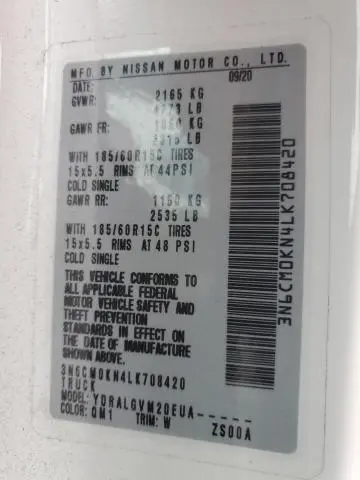 MFD. BY NISSAN MOTOR CO., LTD.
DATE: 09/20
GVWR: 2165 KG
4773 LB
GAWR FR: KG
LB
WITH 185/60R15C TIRES
15x5.5 RIMS AT 44PSI
COLD SINGLE
GAWR RR: 1150 KG
2535 LB
WITH 185/60R15C TIRES
15x5.5 RIMS AT 48 PSI
COLD SINGLE
THIS VEHICLE CONFORMS TO
ALL APPLICABLE FEDERAL
MOTOR VEHICLE SAFETY AND
THEFT PREVENTION
STANDARDS IN EFFECT ON THE
DATE OF MANUFACTURE
3N6CM0KN4LK708420
TRUCK
MODEL: YDRALGVM20EUA-----
COLOR: QM1 TRIM: W ZS00A
3N6CM0KN4LK708420